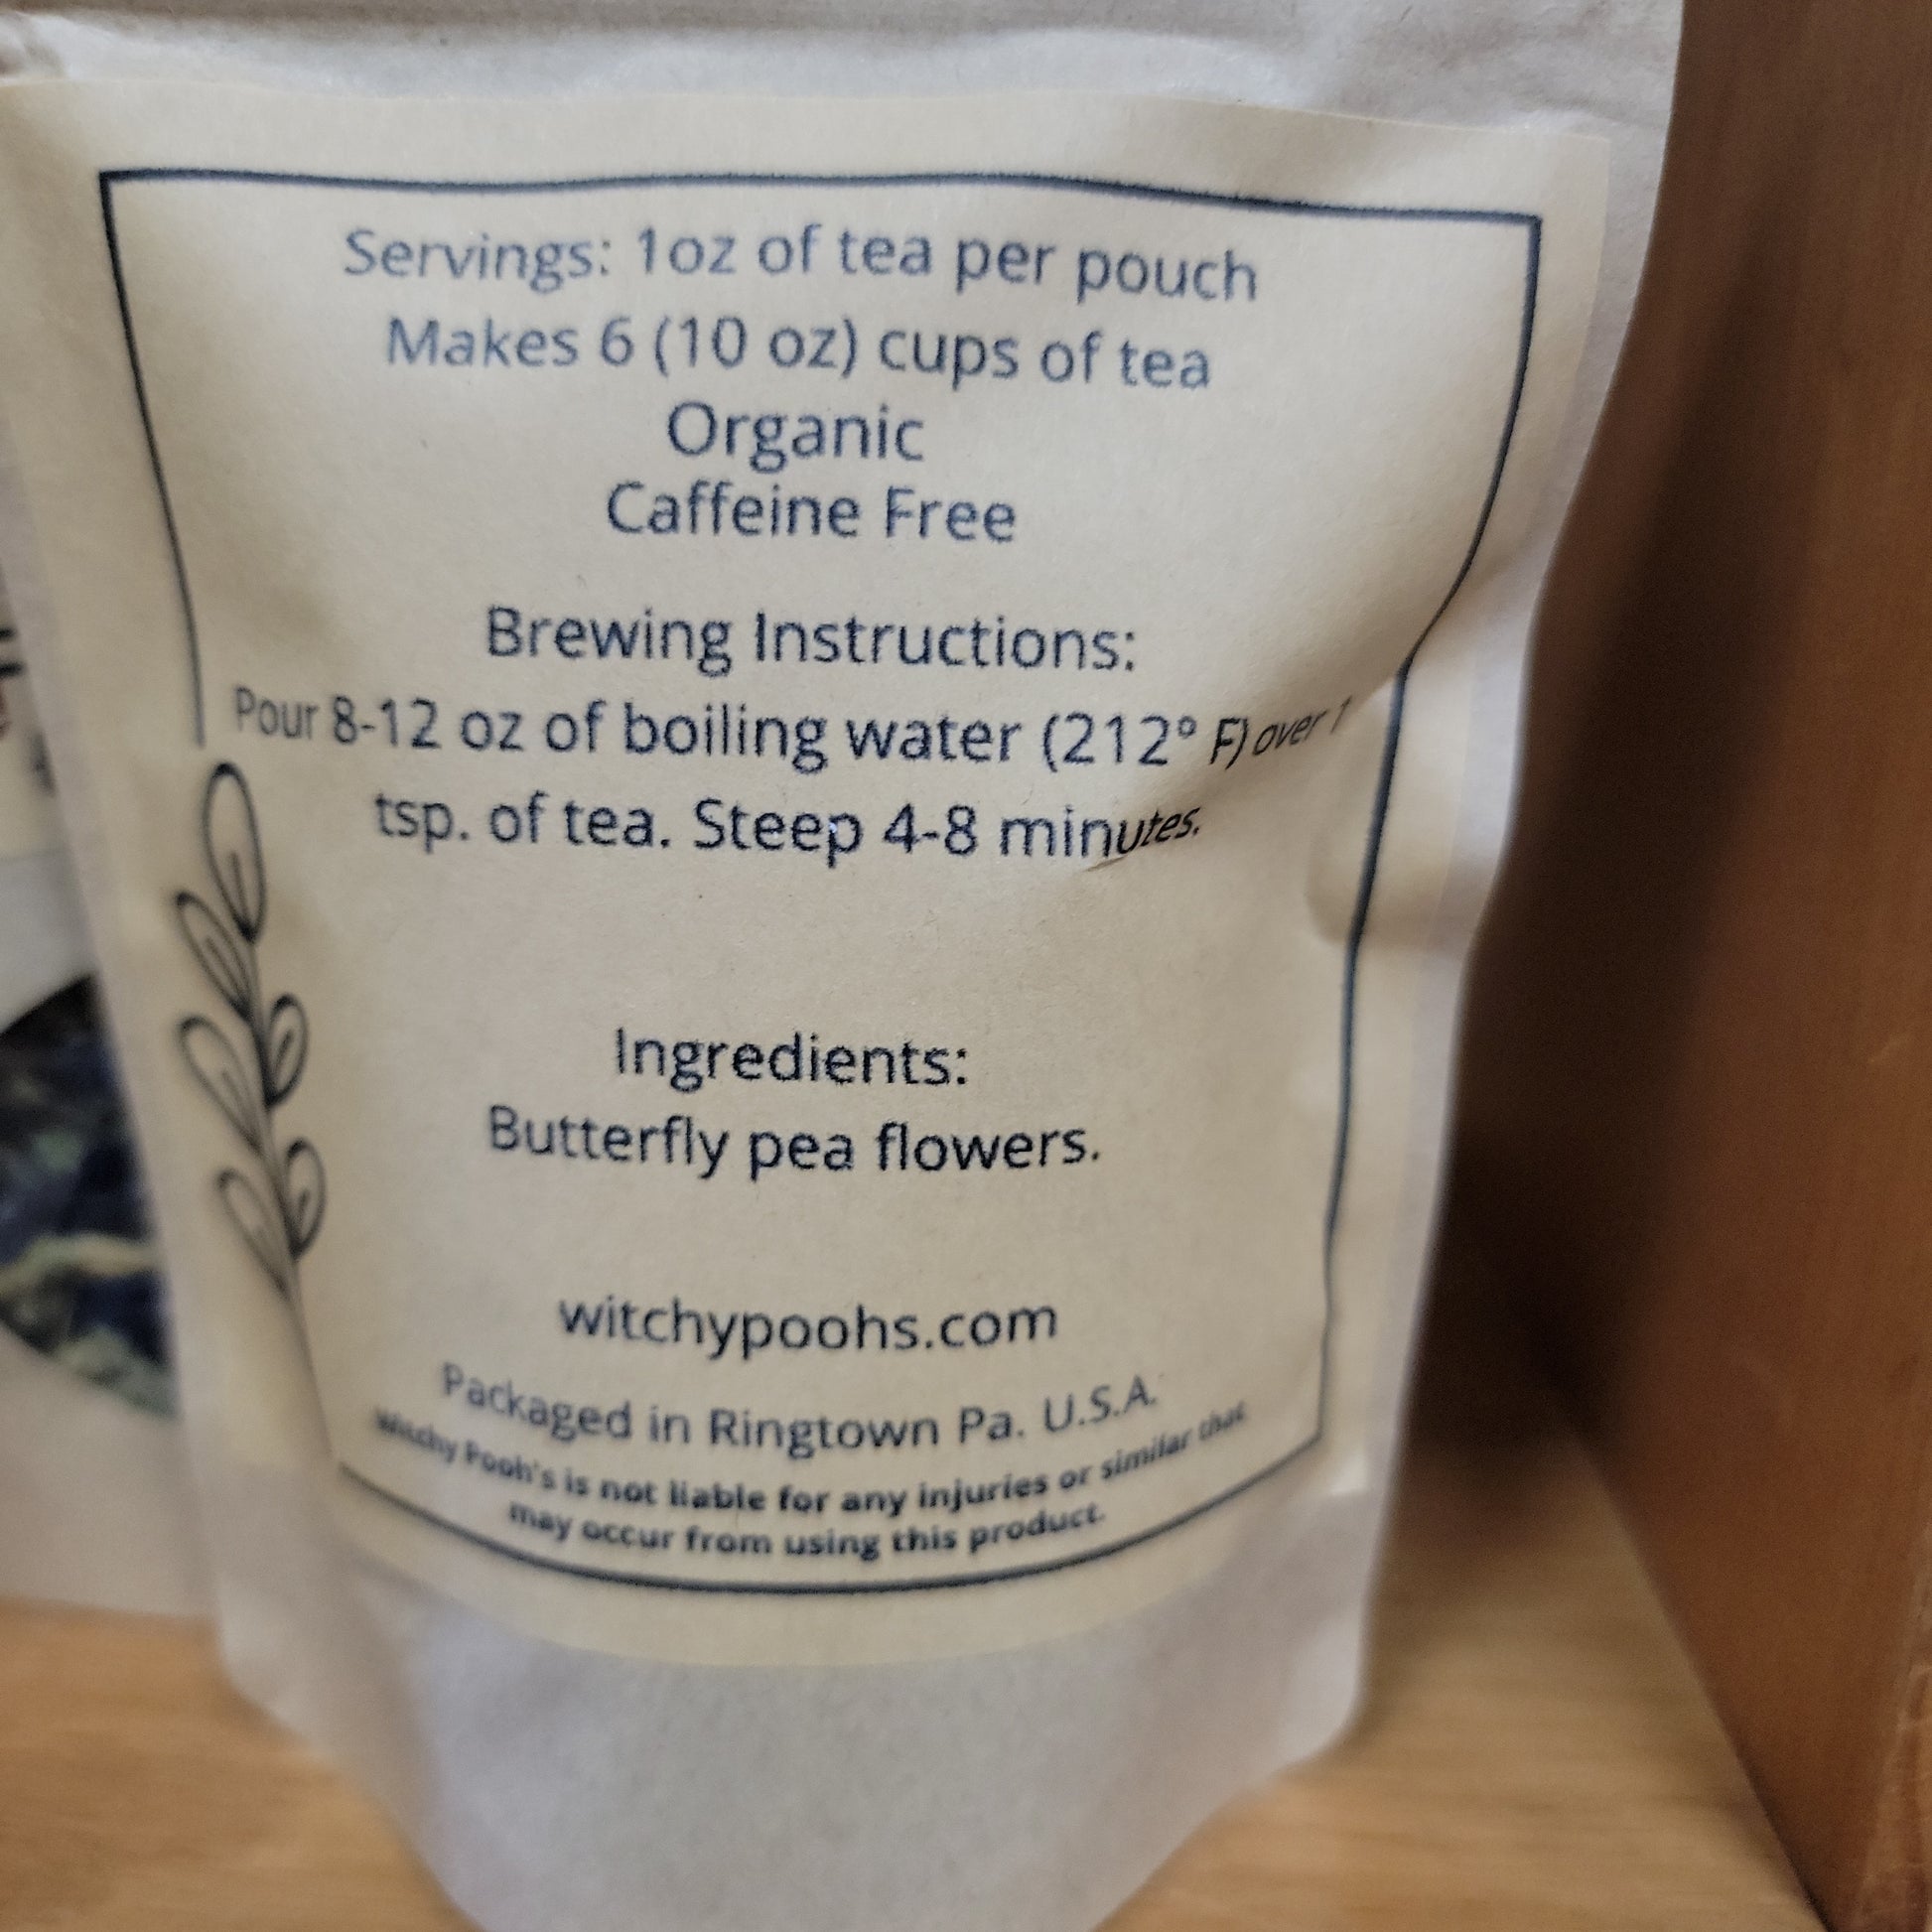 Servings: 1oz of tea per pouch
Makes 6 (10 oz) cups of tea
Organic
Caffeine Free
Brewing Instructions:
Pour 8-12 oz of boiling water (212° F) over 1
tsp. of tea. Steep 4-8 minutes.
Ingredients:
Butterfly pea flowers.
witchypoohs.com
Packaged in Ringtown Pa. U.S.A.
Witchy Pooh's is not liable for any injuries or similar that
may occur from using this product.